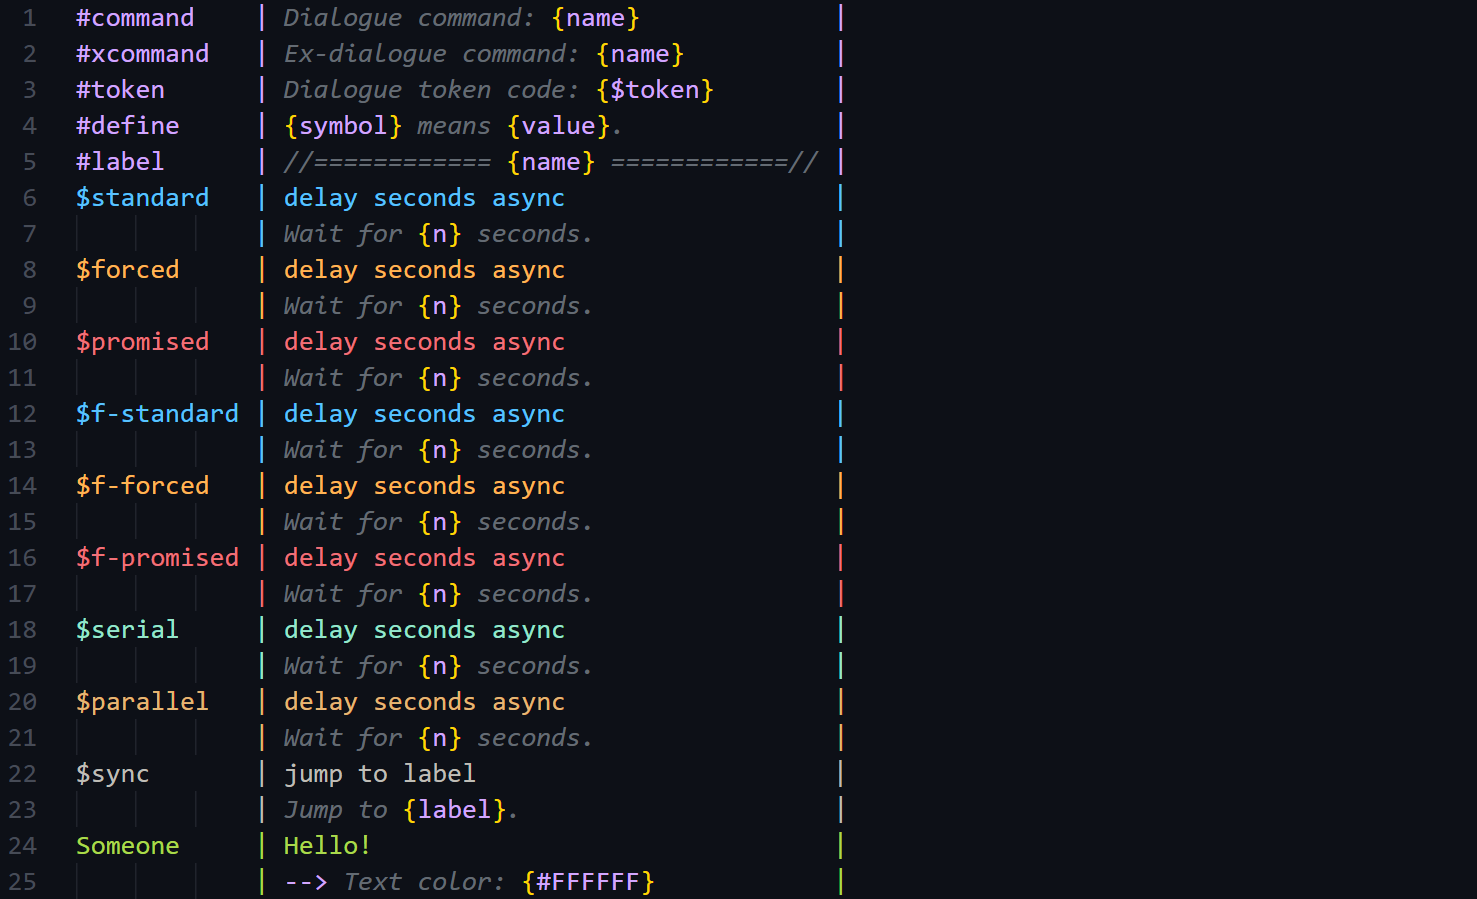 1 #command | Dialogue command: {name} |
2 #xcommand | Ex-dialogue command: {name} |
3 #token | Dialogue token code: {$token} |
4 #define | {symbol} means {value}. |
5 #label | //============ {name} ============// |
6 $standard | delay seconds async |
7 | Wait for {n} seconds. |
8 $forced | delay seconds async |
9 | Wait for {n} seconds. |
10 $promised | delay seconds async |
11 | Wait for {n} seconds. |
12 $f-standard | delay seconds async |
13 | Wait for {n} seconds. |
14 $f-forced | delay seconds async |
15 | Wait for {n} seconds. |
16 $f-promised | delay seconds async |
17 | Wait for {n} seconds. |
18 $serial | delay seconds async |
19 | Wait for {n} seconds. |
20 $parallel | delay seconds async |
21 | Wait for {n} seconds. |
22 $sync | jump to label |
23 | Jump to {label}. |
24 Someone | Hello! |
25 | --> Text color: {#FFFFFF} |